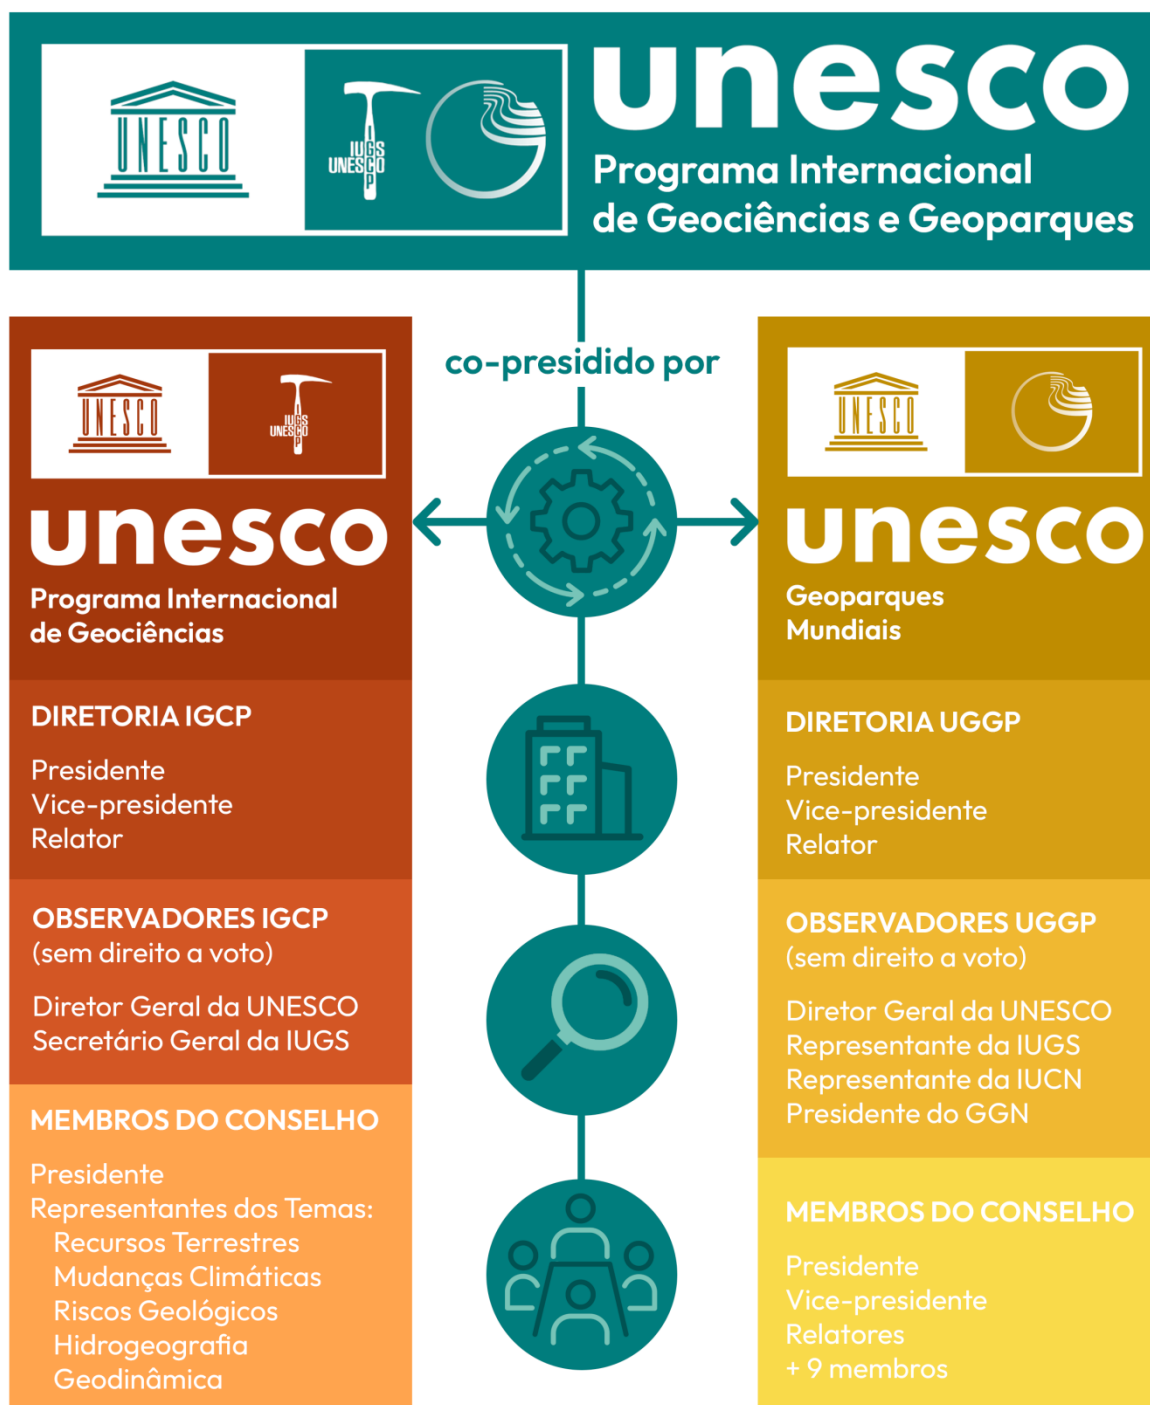 UNESCO
IUGS
UNESCO
IGCP
unesco
Programa Internacional
de Geociências e Geoparques
co-presidido por
UNESCO
IUGS
UNESCO
IGCP
unesco
Programa Internacional
de Geociências
DIRETORIA IGCP
Presidente
Vice-presidente
Relator
OBSERVADORES IGCP
(sem direito a voto)
Diretor Geral da UNESCO
Secretário Geral da IUGS
MEMBROS DO CONSELHO
Presidente
Representantes dos Temas:
Recursos Terrestres
Mudanças Climáticas
Riscos Geológicos
Hidrogeografia
Geodinâmica
UNESCO
unesco
Geoparques
Mundiais
DIRETORIA UGGP
Presidente
Vice-presidente
Relator
OBSERVADORES UGGP
(sem direito a voto)
Diretor Geral da UNESCO
Representante da IUGS
Representante da IUCN
Presidente do GGN
MEMBROS DO CONSELHO
Presidente
Vice-presidente
Relatores
+ 9 membros